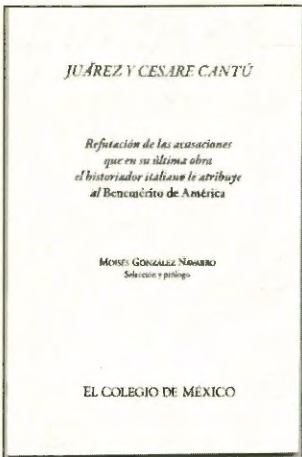 JUÁREZ Y CESARE CANTÚ
Refutación de las acusaciones
que en su última obra
el historiador italiano le atribuye
al Benemérito de América
MOISÉS GONZÁLEZ NAVARRO
Selección y prólogo
EL COLEGIO DE MÉXICO